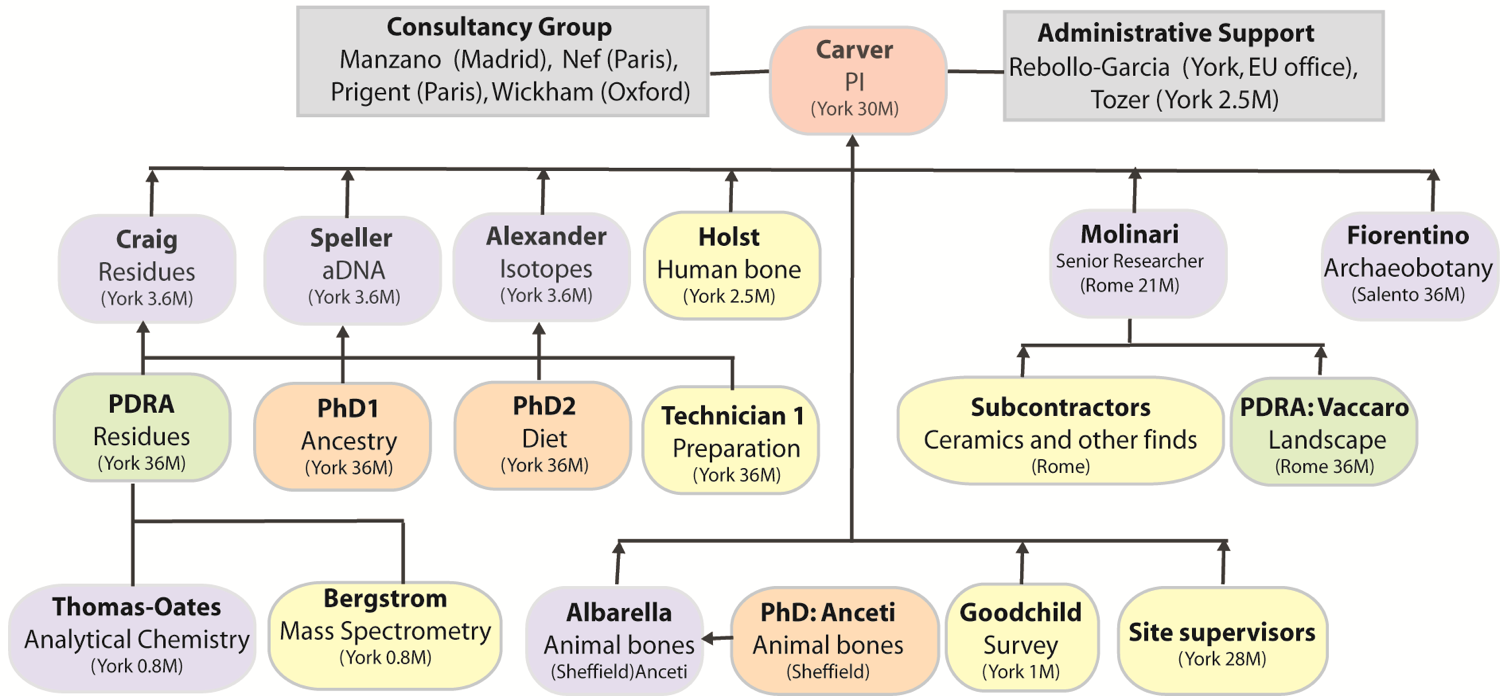 Consultancy Group
Manzano (Madrid), Nef (Paris),
Prigent (Paris), Wickham (Oxford)
Carver
PI
(York 30M)
Administrative Support
Rebollo-Garcia (York, EU office),
Tozer (York 2.5M)
Craig
Residues
(York 3.6M)
Speller
aDNA
(York 3.6M)
Alexander
Isotopes
(York 3.6M)
Holst
Human bone
(York 2.5M)
Molinari
Senior Researcher
(Rome 21M)
Fiorentino
Archaeobotany
(Salento 36M)
PDRA
Residues
(York 36M)
PhD1
Ancestry
(York 36M)
PhD2
Diet
(York 36M)
Technician 1
Preparation
(York 36M)
Subcontractors
Ceramics and other finds
(Rome)
PDRA: Vaccaro
Landscape
(Rome 36M)
Thomas-Oates
Analytical Chemistry
(York 0.8M)
Bergstrom
Mass Spectrometry
(York 0.8M)
Albarella
Animal bones
(Sheffield)Anceti
PhD: Anceti
Animal bones
(Sheffield)
Goodchild
Survey
(York 1M)
Site supervisors
(York 28M)